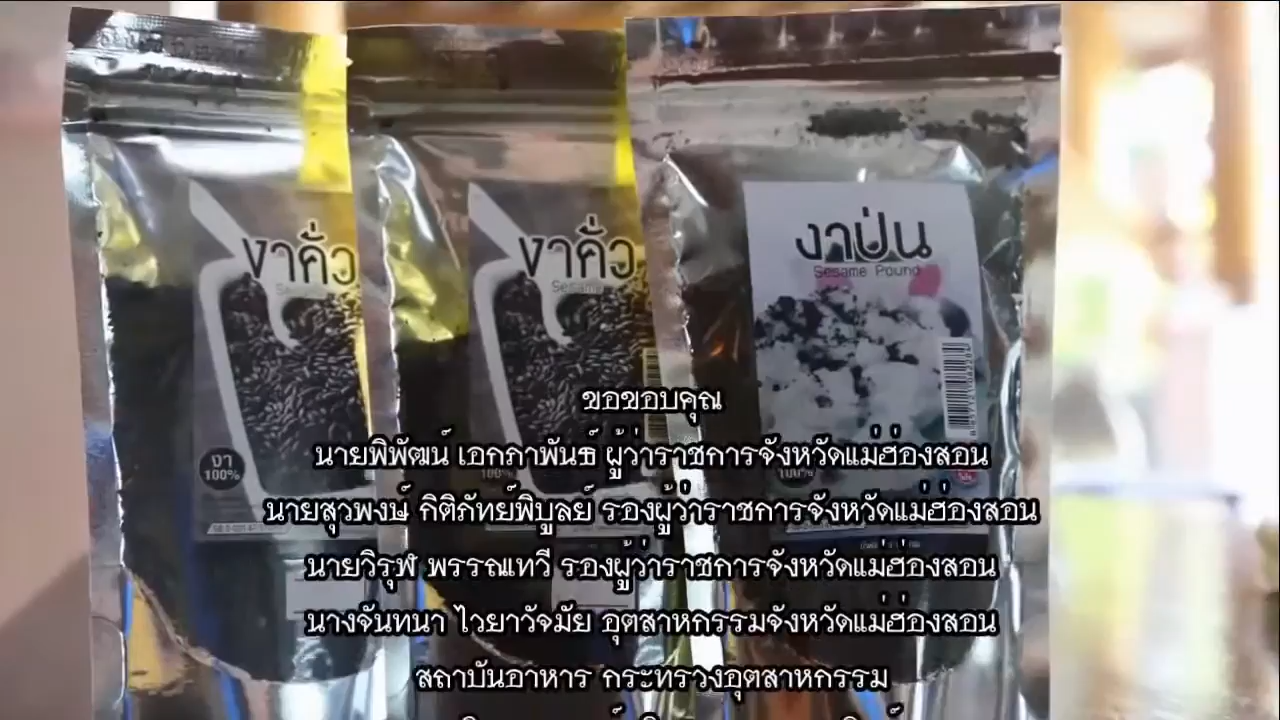 งาคั่ว
Sesame
งา
100%
งาคั่ว
Sesame
100%
งาป่น
Sesame Pound
100%
ขอขอบคุณ
นายพิพัฒน์ เอกภาพันธ์ ผู้ว่าราชการจังหวัดแม่ฮ่องสอน
นายสุวพงษ์ กิติภัทย์พิบูลย์ รองผู้ว่าราชการจังหวัดแม่ฮ่องสอน
นายวิรุฬ พรรณเทวี รองผู้ว่าราชการจังหวัดแม่ฮ่องสอน
นางจันทนา ไวยาวัจมัย อุตสาหกรรมจังหวัดแม่ฮ่องสอน
สถาบันอาหาร กระทรวงอุตสาหกรรม